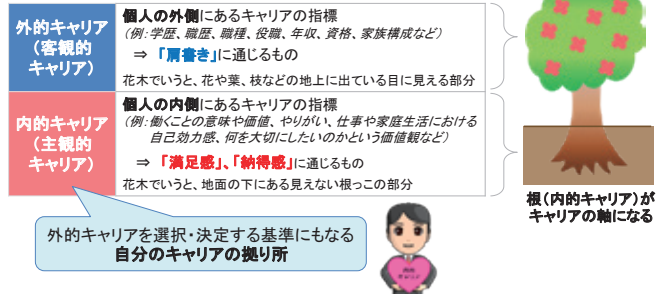 外的キャリア
（客観的
キャリア）
個人の外側にあるキャリアの指標
（例：学歴、職歴、職種、役職、年収、資格、家族構成など）
⇒ 「肩書き」に通じるもの
花木でいうと、花や葉、枝などの地上に出ている目に見える部分
内的キャリア
（主観的
キャリア）
個人の内側にあるキャリアの指標
（例：働くことの意味や価値、やりがい、仕事や家庭生活における
自己効力感、何を大切にしたいのかという価値観など）
⇒ 「満足感」、「納得感」に通じるもの
花木でいうと、地面の下にある見えない根っこの部分
根（内的キャリア）が
キャリアの軸になる
外的キャリアを選択・決定する基準にもなる
自分のキャリアの拠り所
内的
キャリア